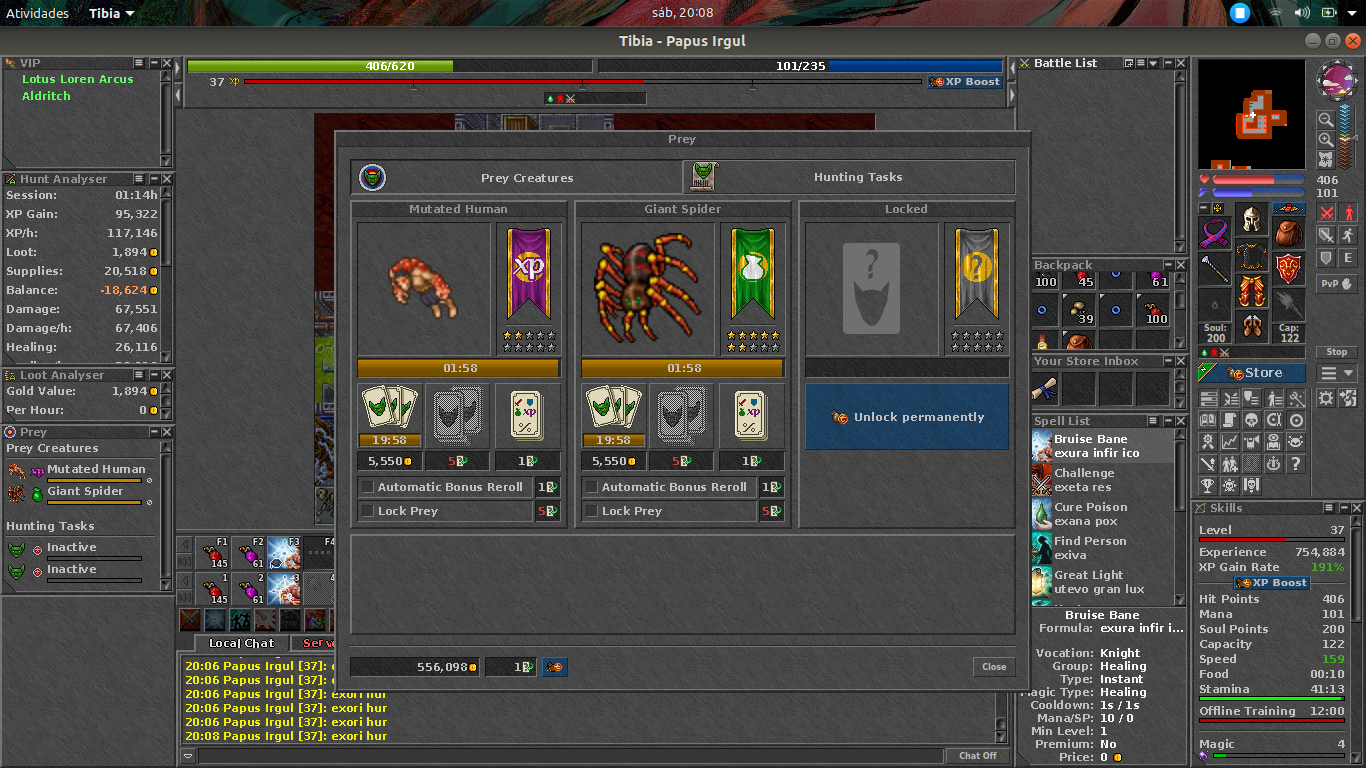 Atividades
Tibia
sáb, 20:08
Tibia - Papus Irgul
VIP
Lotus Loren Arcus
Aldritch
Hunt Analyser
Session: 01:14h
XP Gain: 95,322
XP/h: 117,146
Loot: 1,894
Supplies: 20,518
Balance: -18,624
Damage: 67,551
Damage/h: 67,406
Healing: 26,116
Loot Analyser
Gold Value: 1,894
Per Hour: 0
Prey
Prey Creatures
Mutated Human
Giant Spider
Hunting Tasks
Inactive
Inactive
406/620
101/235
37
XP Boost
Prey
Prey Creatures
Hunting Tasks
Mutated Human
xp
01:58
19:58
xp
%
5,550
5
1
Automatic Bonus Reroll 1
Lock Prey 5
Giant Spider
01:58
19:58
xp
%
5,550
5
1
Automatic Bonus Reroll 1
Lock Prey 5
Locked
?
?
Unlock permanently
556,098
1
Close
F1
145
F2
61
F3
F4
1
145
2
61
3
Local Chat
Serve
20:06 Papus Irgul [37]: e
20:06 Papus Irgul [37]: e
20:06 Papus Irgul [37]: exori hur
20:06 Papus Irgul [37]: exori hur
20:06 Papus Irgul [37]: exori hur
20:08 Papus Irgul [37]: exori hur
Chat Off
Battle List
Backpack
100
45
61
39
100
Your Store Inbox
Spell List
Bruise Bane
exura infir ico
Challenge
exeta res
Cure Poison
exana pox
Find Person
exiva
Great Light
utevo gran lux
Bruise Bane
Formula: exura infir i...
Vocation: Knight
Group: Healing
Type: Instant
Magic Type: Healing
Cooldown: 1s / 1s
Mana/SP: 10 / 0
Min Level: 1
Premium: No
Price: 0
406
101
E
PvP
Soul:
200
Cap:
122
Stop
Store
?
Skills
Level 37
Experience 754,884
XP Gain Rate 191%
XP Boost
Hit Points 406
Mana 101
Soul Points 200
Capacity 122
Speed 159
Food 00:10
Stamina 41:13
Offline Training 12:00
Magic 4